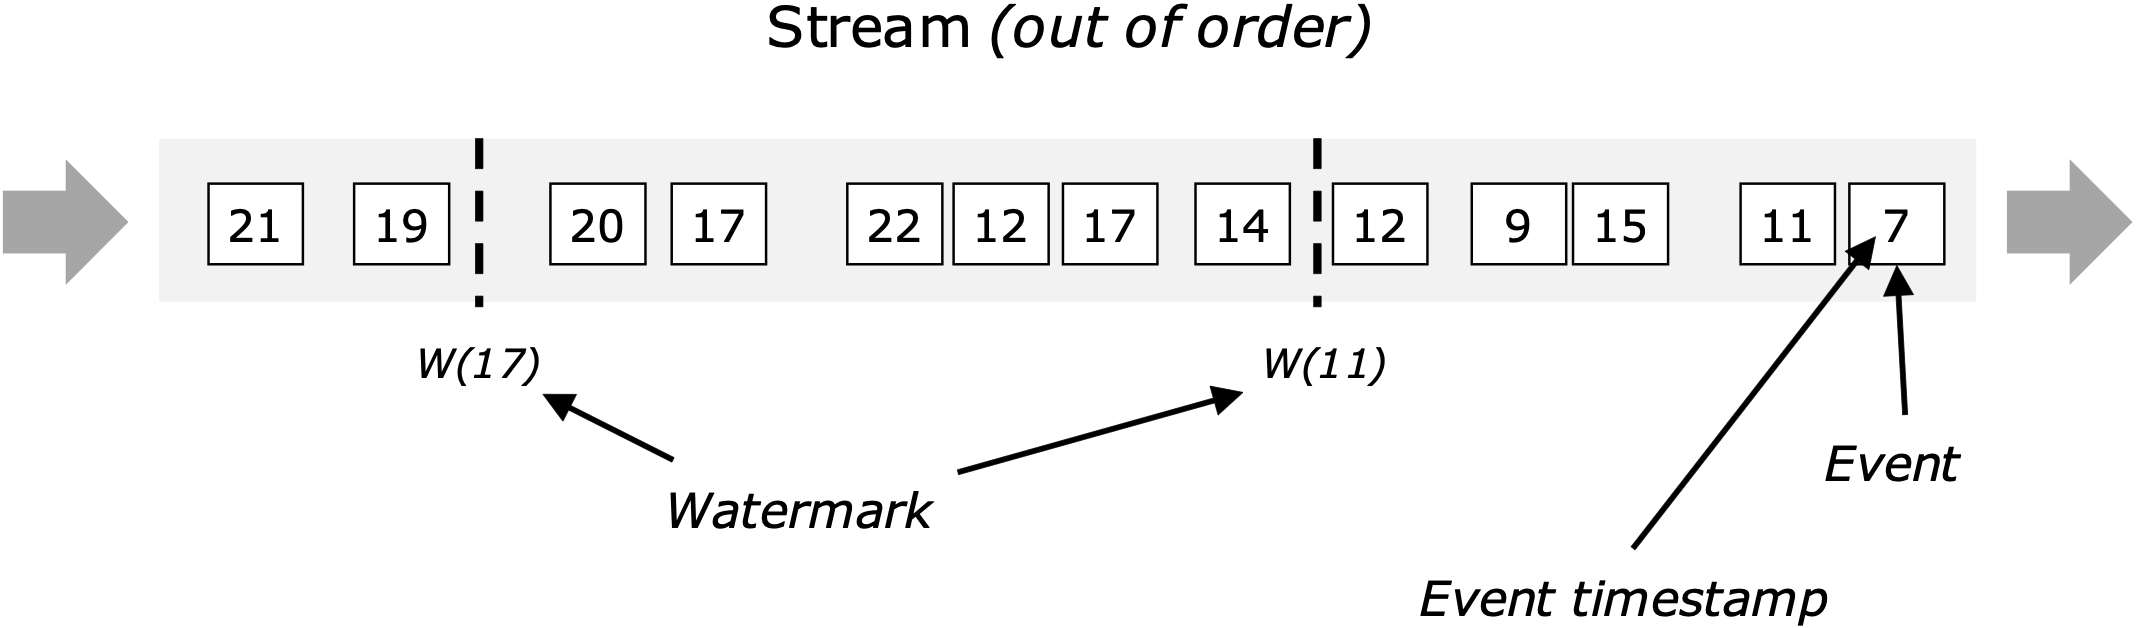 Stream (out of order)
21 19 20 17 22 12 17 14 12 9 15 11 7
W(17) W(11)
Event
Watermark
Event timestamp